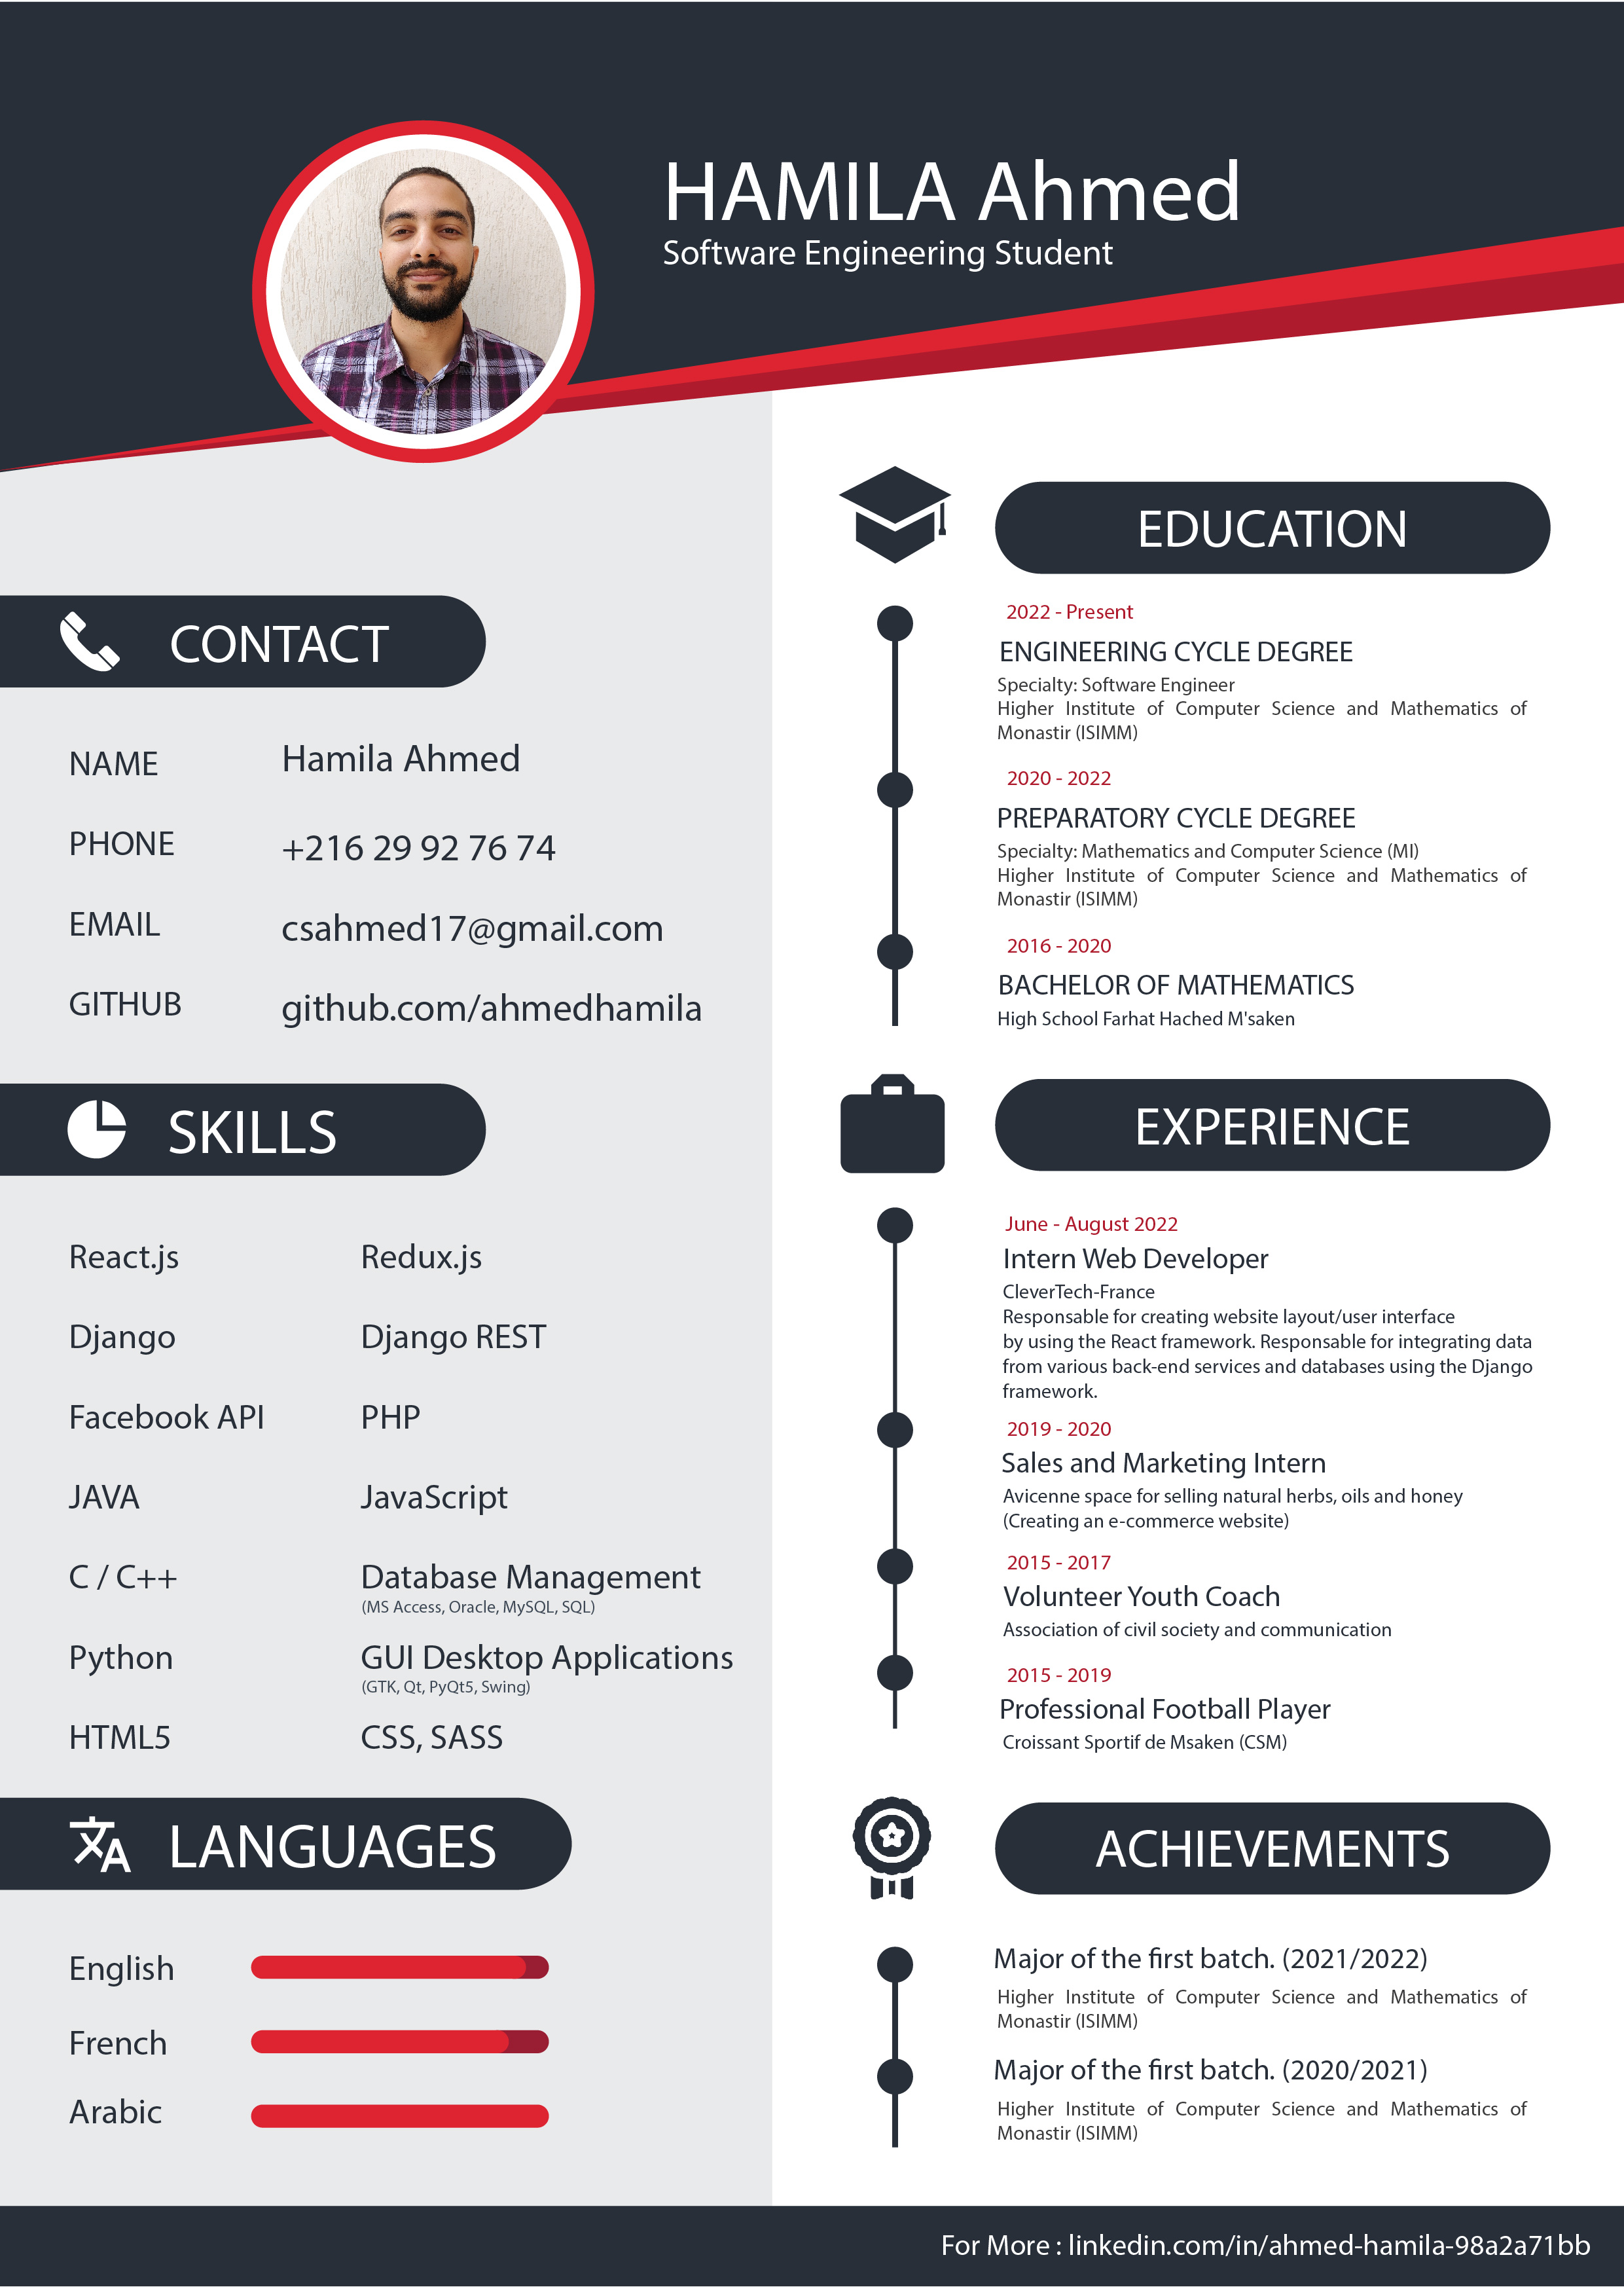 HAMILA Ahmed
Software Engineering Student
CONTACT
NAME Hamila Ahmed
PHONE +216 29 92 76 74
EMAIL csahmed17@gmail.com
GITHUB github.com/ahmedhamila
SKILLS
React.js Redux.js
Django Django REST
Facebook API PHP
JAVA JavaScript
C / C++ Database Management
(MS Access, Oracle, MySQL, SQL)
Python GUI Desktop Applications
(GTK, Qt, PyQt5, Swing)
HTML5 CSS, SASS
LANGUAGES
English
French
Arabic
EDUCATION
2022 - Present
ENGINEERING CYCLE DEGREE
Specialty: Software Engineer
Higher Institute of Computer Science and Mathematics of
Monastir (ISIMM)
2020 - 2022
PREPARATORY CYCLE DEGREE
Specialty: Mathematics and Computer Science (MI)
Higher Institute of Computer Science and Mathematics of
Monastir (ISIMM)
2016 - 2020
BACHELOR OF MATHEMATICS
High School Farhat Hached M'saken
EXPERIENCE
June - August 2022
Intern Web Developer
CleverTech-France
Responsable for creating website layout/user interface
by using the React framework. Responsable for integrating data
from various back-end services and databases using the Django
framework.
2019 - 2020
Sales and Marketing Intern
Avicenne space for selling natural herbs, oils and honey
(Creating an e-commerce website)
2015 - 2017
Volunteer Youth Coach
Association of civil society and communication
2015 - 2019
Professional Football Player
Croissant Sportif de Msaken (CSM)
ACHIEVEMENTS
Major of the first batch. (2021/2022)
Higher Institute of Computer Science and Mathematics of
Monastir (ISIMM)
Major of the first batch. (2020/2021)
Higher Institute of Computer Science and Mathematics of
Monastir (ISIMM)
For More : linkedin.com/in/ahmed-hamila-98a2a71bb